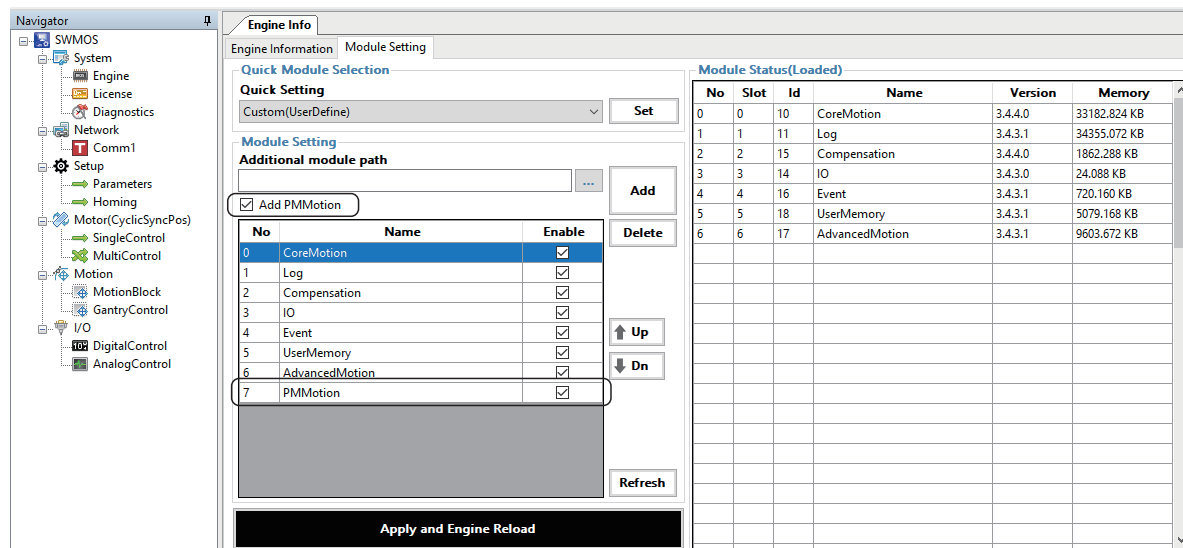 Navigator
SWMOS
System
Engine
License
Diagnostics
Network
Comm1
Setup
Parameters
Homing
Motor(CyclicSyncPos)
SingleControl
MultiControl
Motion
MotionBlock
GantryControl
I/O
DigitalControl
AnalogControl
Engine Info
Engine Information Module Setting
Quick Module Selection
Quick Setting
Custom(UserDefine) Set
Module Setting
Additional module path
... Add
Add PMMotion
No Name Enable Delete
0 CoreMotion
1 Log
2 Compensation
3 IO
4 Event
5 UserMemory
6 AdvancedMotion
7 PMMotion
Up
Dn
Refresh
Apply and Engine Reload
Module Status(Loaded)
No Slot Id Name Version Memory
0 0 10 CoreMotion 3.4.4.0 33182.824 KB
1 1 11 Log 3.4.3.1 34355.072 KB
2 2 15 Compensation 3.4.4.0 1862.288 KB
3 3 14 IO 3.4.3.0 24.088 KB
4 4 16 Event 3.4.3.1 720.160 KB
5 5 18 UserMemory 3.4.3.1 5079.168 KB
6 6 17 AdvancedMotion 3.4.3.1 9603.672 KB